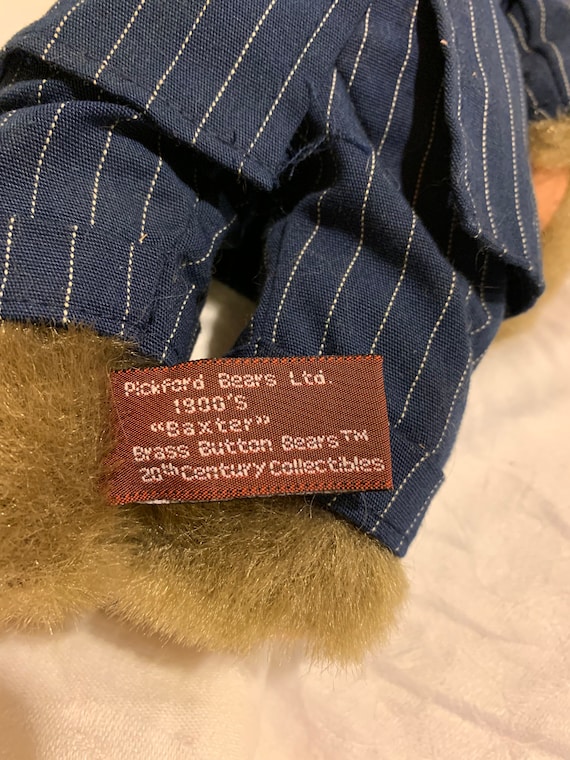 Pickford Bears Ltd.
1900'S
"Baxter"
Brass Button Bears™
20th Century Collectibles